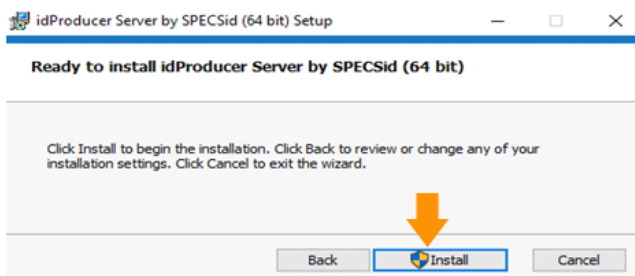 idProducer Server by SPECSid (64 bit) Setup
Ready to install idProducer Server by SPECSid (64 bit)
Click Install to begin the installation. Click Back to review or change any of your
installation settings. Click Cancel to exit the wizard.
Back Install Cancel